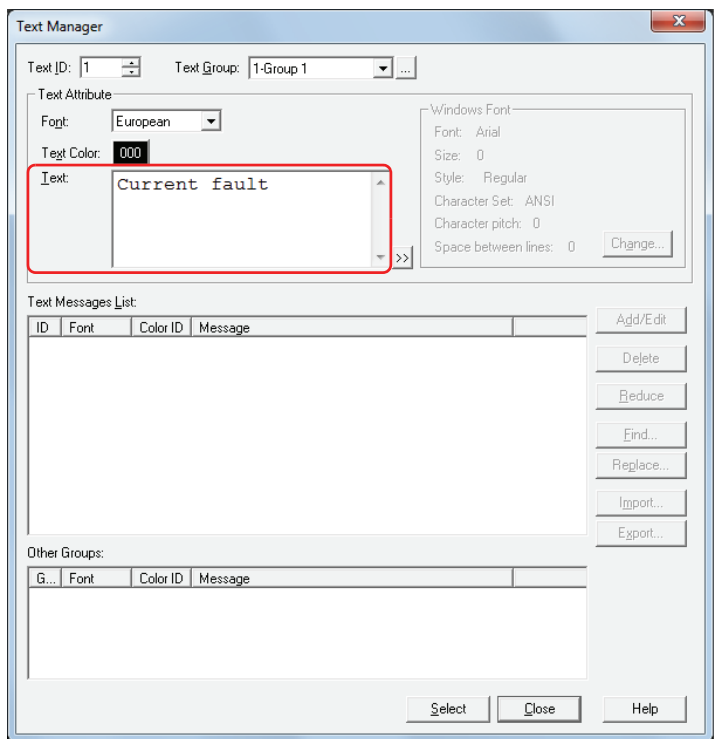 Text Manager
x
Text ID: 1 Text Group: 1-Group 1 ...
Text Attribute
Font: European
Text Color: 000
Text: Current fault
>>
Windows Font
Font: Arial
Size: 0
Style: Regular
Character Set: ANSI
Character pitch: 0
Space between lines: 0 Change...
Text Messages List:
ID Font Color ID Message
Add/Edit
Delete
Reduce
Find...
Replace...
Import...
Export...
Other Groups:
G... Font Color ID Message
Select Close Help